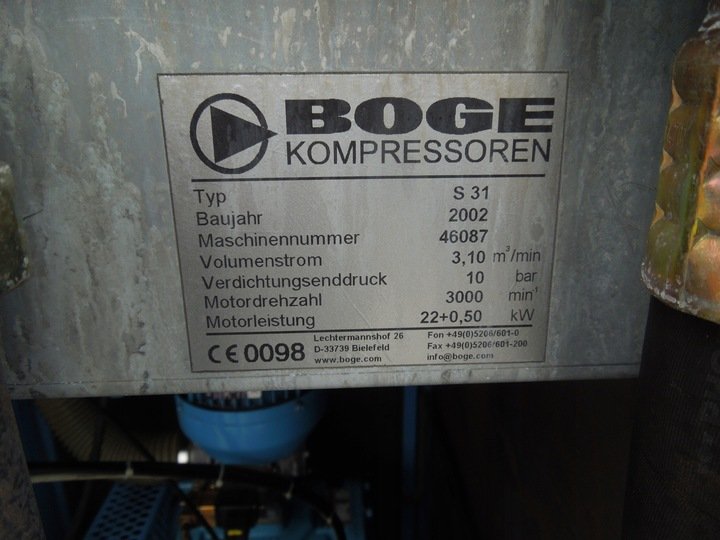 BOGE
KOMPRESSOREN
Typ S 31
Baujahr 2002
Maschinennummer 46087
Volumenstrom 3,10 m³/min
Verdichtungsenddruck 10 bar
Motordrehzahl 3000 min⁻¹
Motorleistung 22+0,50 kW
CE 0098
Lechtermannshof 26 Fon +49(0)5206/601-0
D-33739 Bielefeld Fax +49(0)5206/601-200
www.boge.com info@boge.com